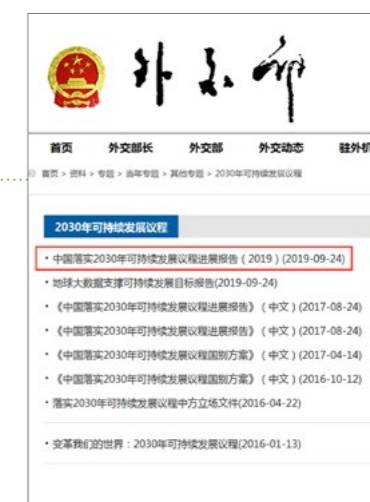 外交部
首页 外交部长 外交部 外交动态 驻外机
首页 > 资料 > 专题 > 当年专题 > 其他专题 > 2030年可持续发展议程
2030年可持续发展议程
• 中国落实2030年可持续发展议程进展报告(2019)(2019-09-24)
• 地球大数据支撑可持续发展目标报告(2019-09-24)
• 《中国落实2030年可持续发展议程进展报告》(中文)(2017-08-24)
• 《中国落实2030年可持续发展议程进展报告》(中文)(2017-08-24)
• 《中国落实2030年可持续发展议程国别方案》(中文)(2017-04-14)
• 《中国落实2030年可持续发展议程国别方案》(中文)(2016-10-12)
• 落实2030年可持续发展议程中方立场文件(2016-04-22)
• 变革我们的世界:2030年可持续发展议程(2016-01-13)